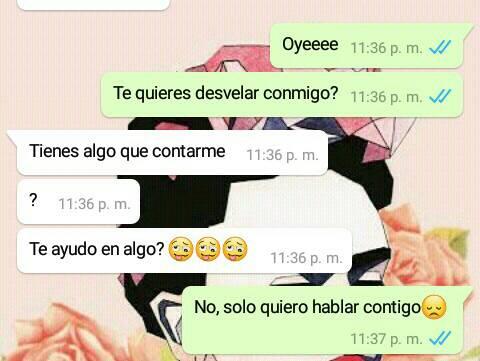 Oyeeee 11:36 p. m.
Te quieres desvelar conmigo? 11:36 p. m.
Tienes algo que contarme 11:36 p. m.
? 11:36 p. m.
Te ayudo en algo? 11:36 p. m.
No, solo quiero hablar contigo😞
11:37 p. m.